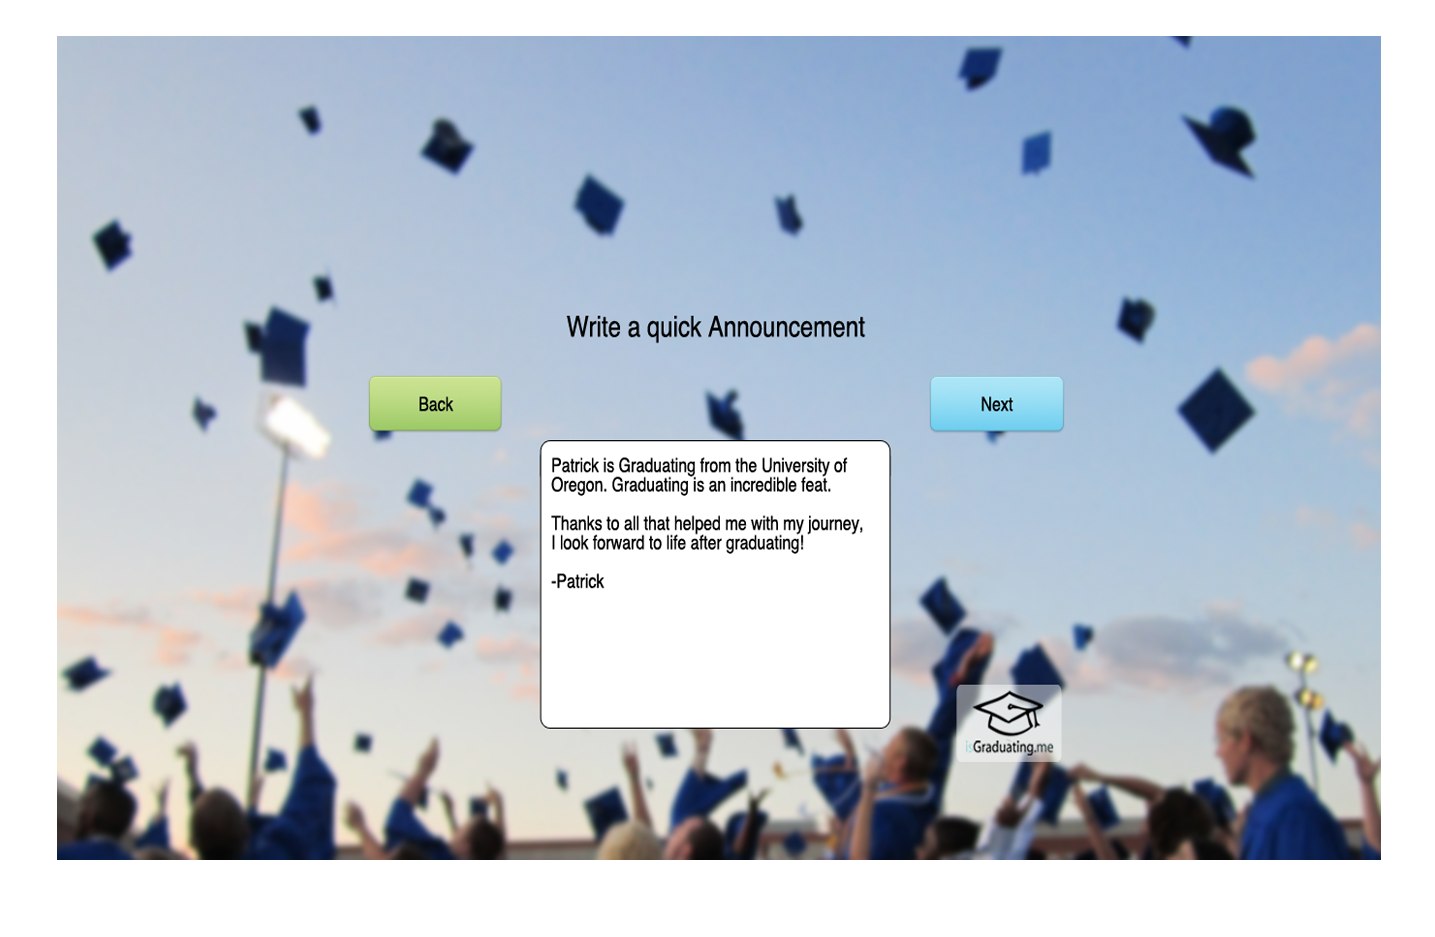 Write a quick Announcement
Back
Next
Patrick is Graduating from the University of
Oregon. Graduating is an incredible feat.
Thanks to all that helped me with my journey,
I look forward to life after graduating!
-Patrick
isGraduating.me